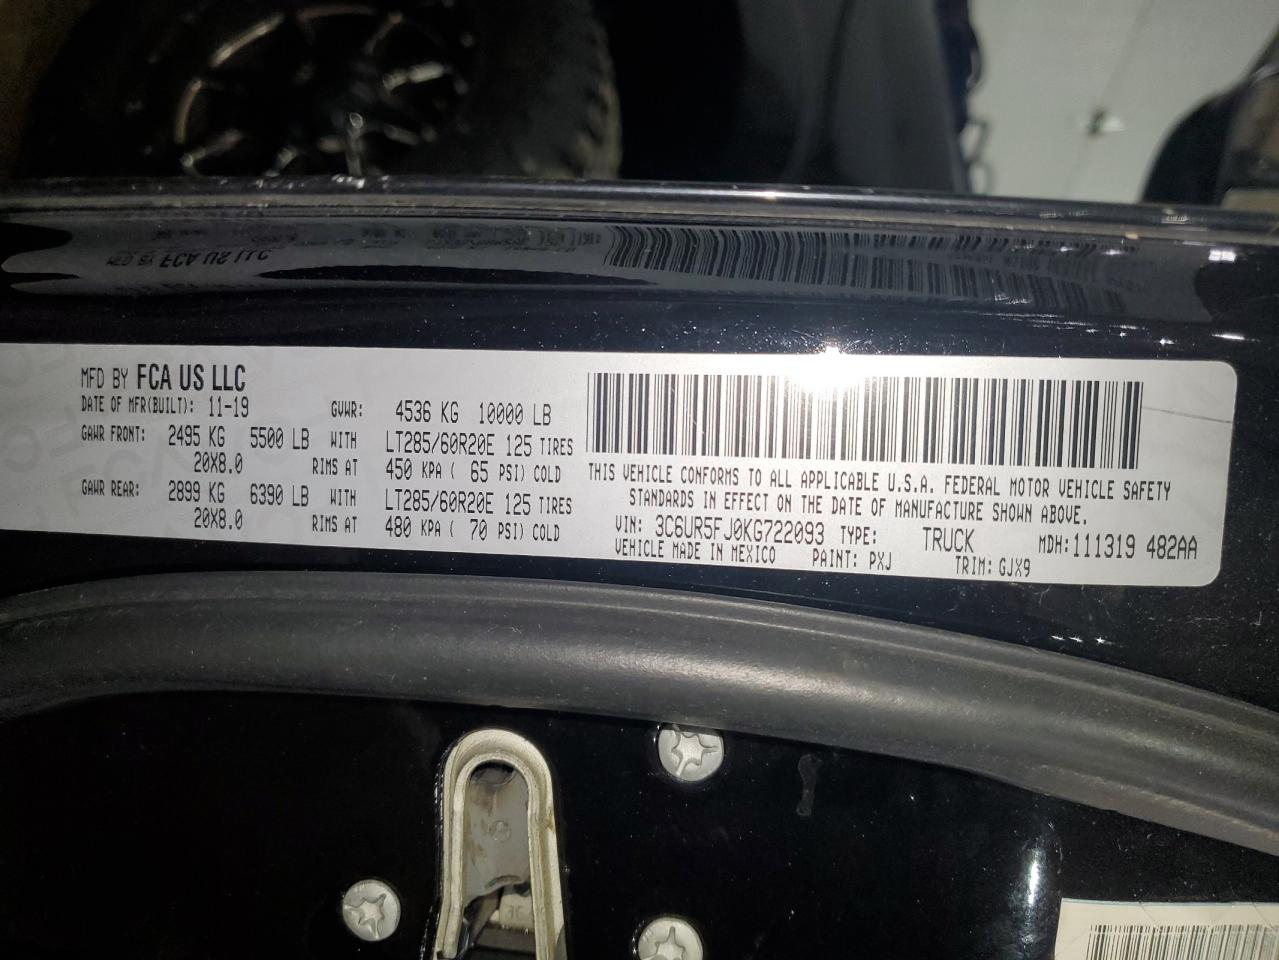 MFD BY FCA US LLC
DATE OF MFR(BUILT): 11-19 GVWR: 4536 KG 10000 LB
GAWR FRONT: 2495 KG 5500 LB WITH LT285/60R20E 125 TIRES
20X8.0 RIMS AT 450 KPA ( 65 PSI) COLD
GAWR REAR: 2899 KG 6390 LB WITH LT285/60R20E 125 TIRES
20X8.0 RIMS AT 480 KPA ( 70 PSI) COLD
THIS VEHICLE CONFORMS TO ALL APPLICABLE U.S.A. FEDERAL MOTOR VEHICLE SAFETY
STANDARDS IN EFFECT ON THE DATE OF MANUFACTURE SHOWN ABOVE.
VIN: 3C6UR5FJ0KG722093 TYPE: TRUCK MDH:111319 482AA
VEHICLE MADE IN MEXICO PAINT: PXJ TRIM: GJX9